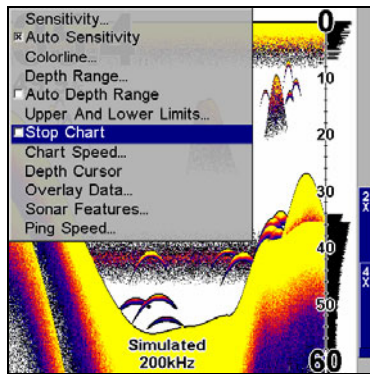 Sensitivity...
Auto Sensitivity
Colorline...
Depth Range...
Auto Depth Range
Upper And Lower Limits...
Stop Chart
Chart Speed...
Depth Cursor
Overlay Data...
Sonar Features...
Ping Speed...
0
10
20
30
40
50
60
2X
4X
Simulated
200kHz